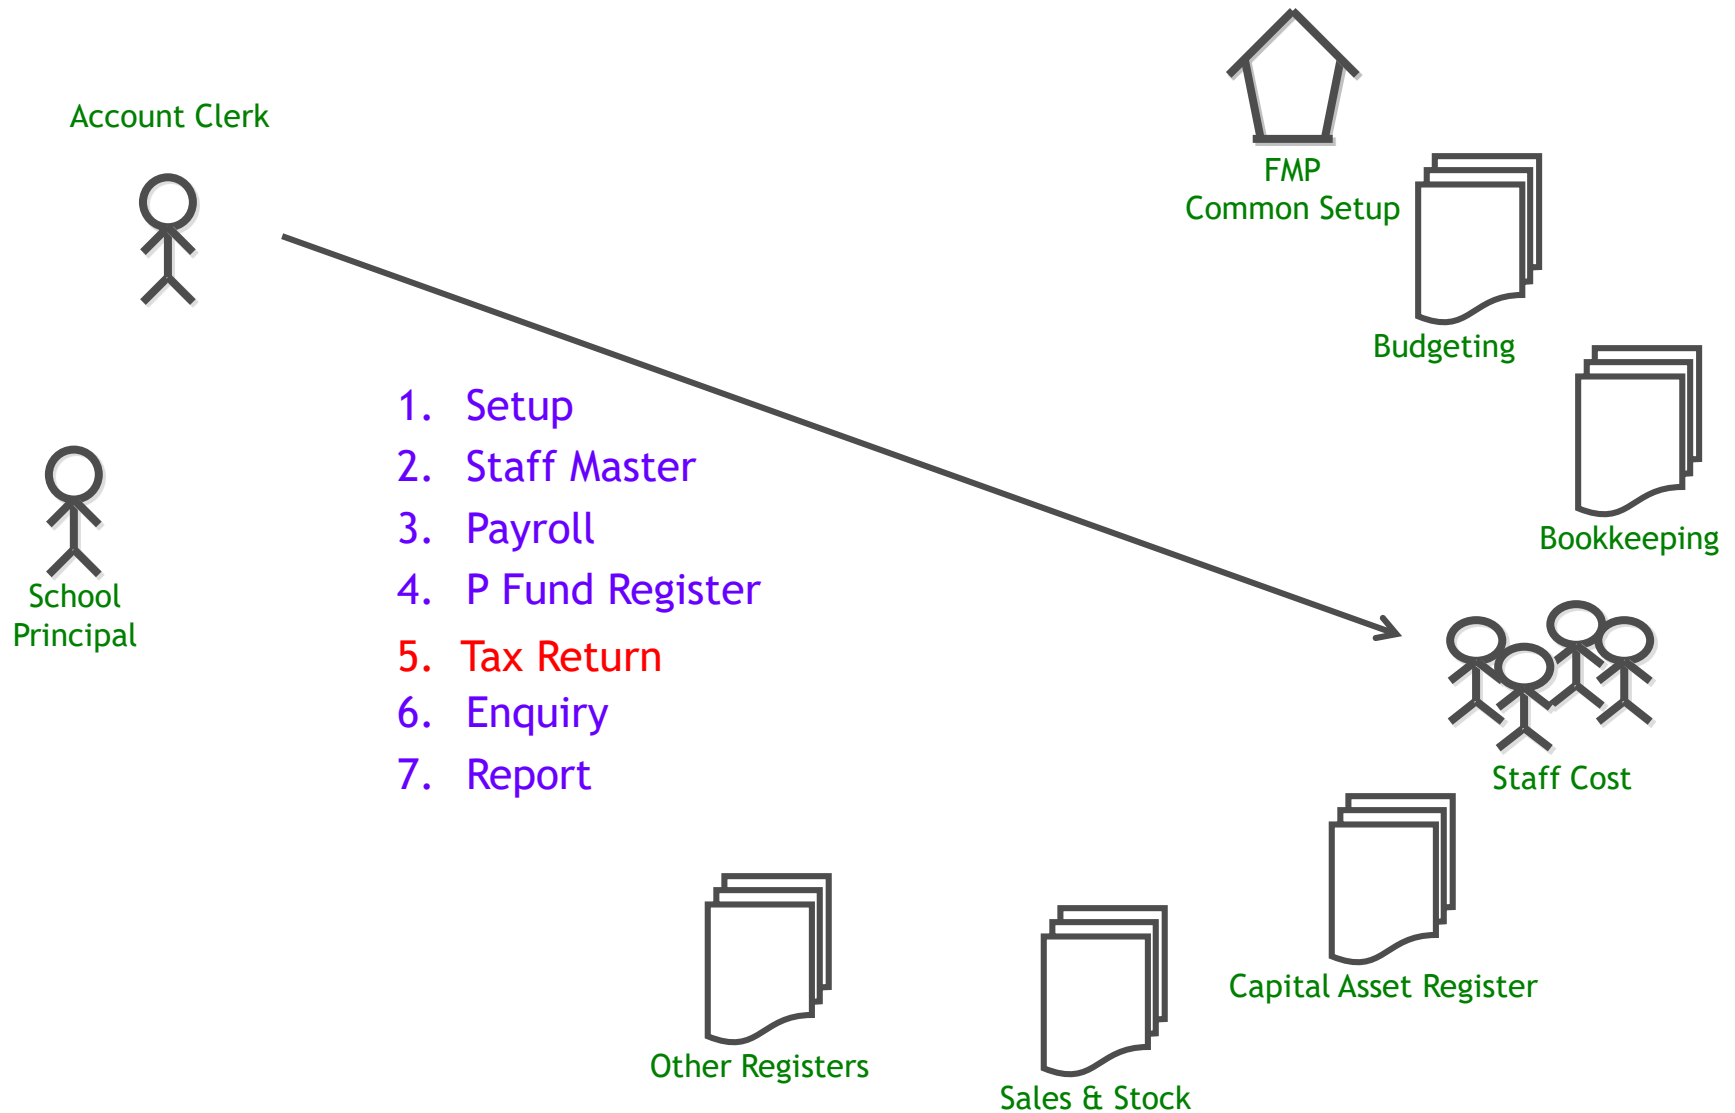 Account Clerk
FMP
Common Setup
Budgeting
Bookkeeping
School
Principal
1. Setup
2. Staff Master
3. Payroll
4. P Fund Register
5. Tax Return
6. Enquiry
7. Report
Staff Cost
Capital Asset Register
Other Registers
Sales & Stock